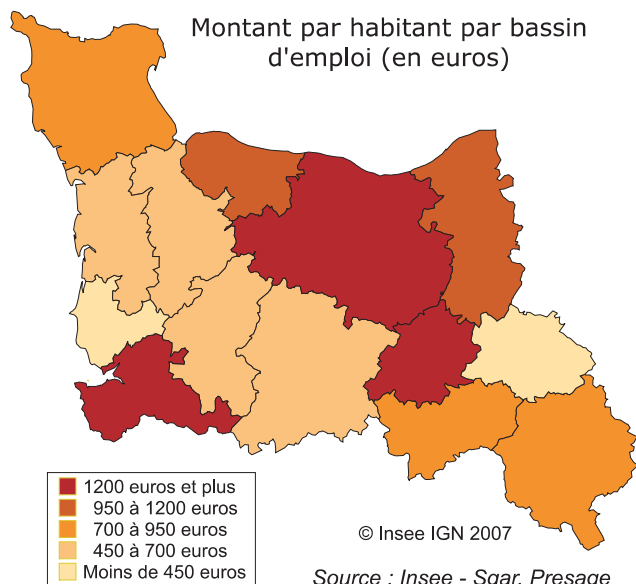 Montant par habitant par bassin
d'emploi (en euros)
1200 euros et plus
950 à 1200 euros
700 à 950 euros
450 à 700 euros
Moins de 450 euros
© Insee IGN 2007
Source : Insee - Sgar, Presage